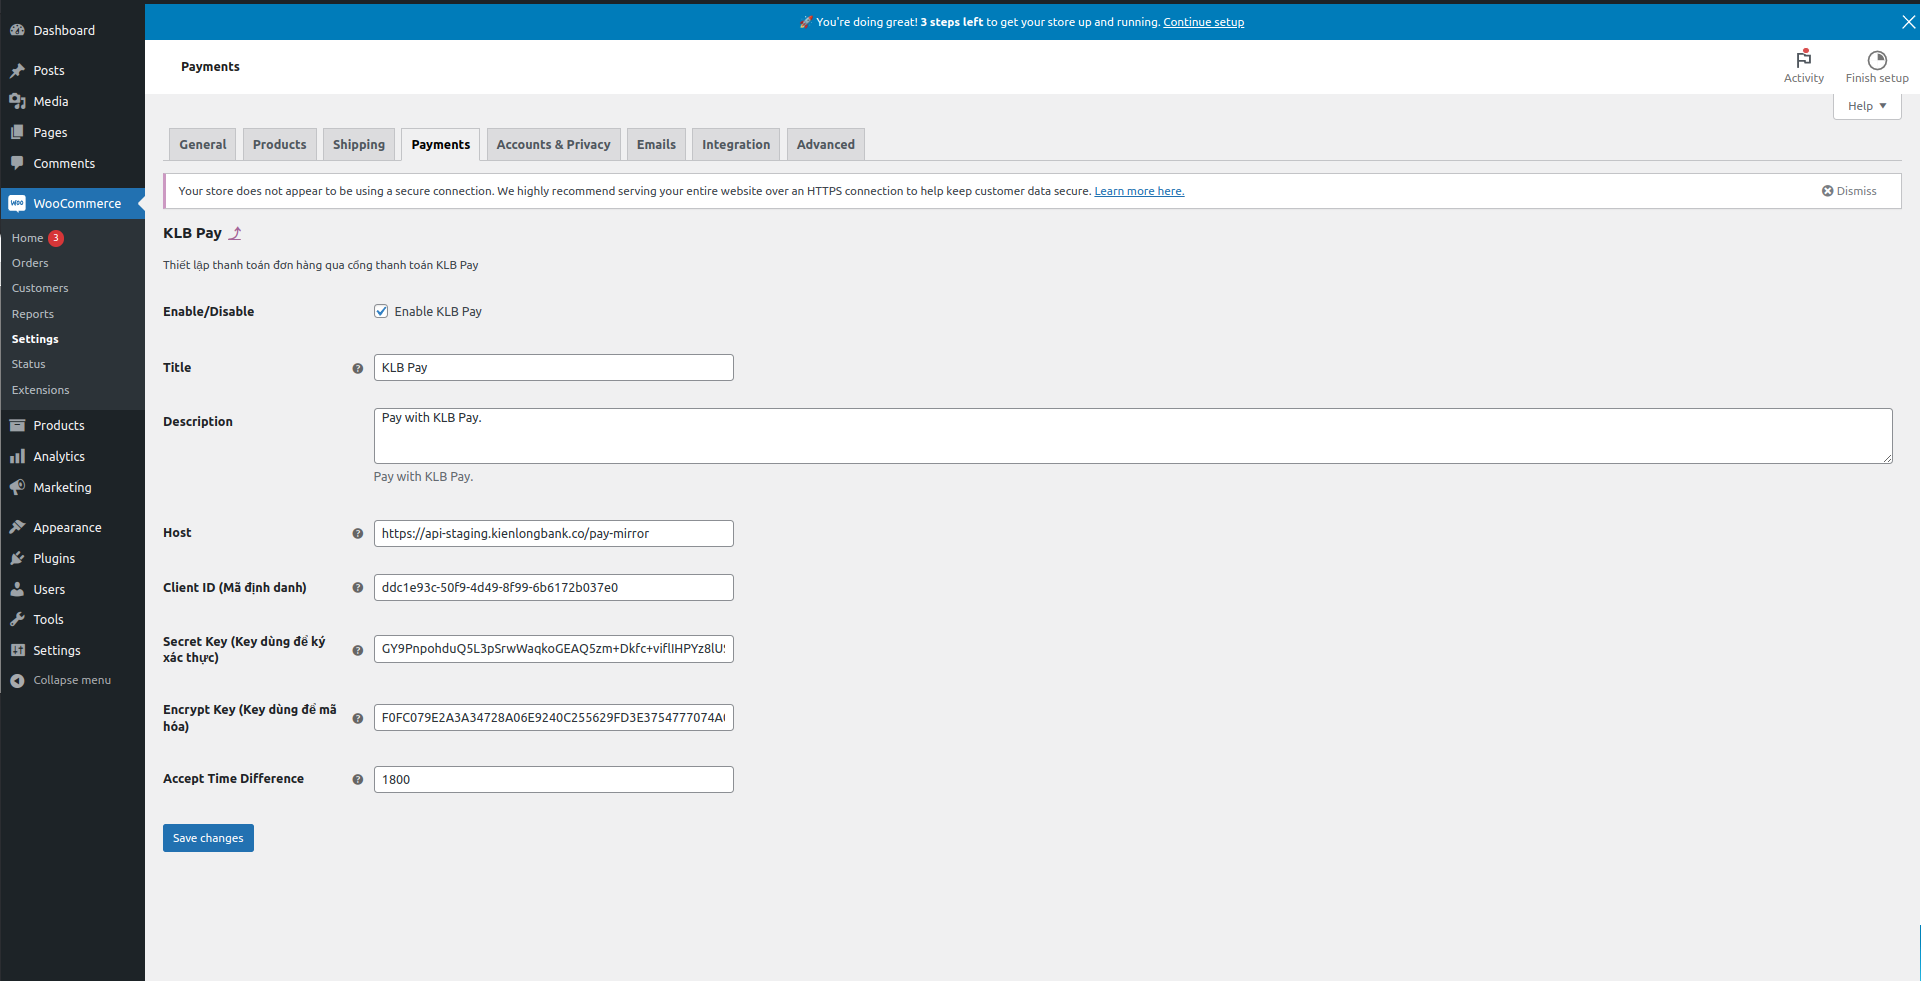 🚀 You're doing great! 3 steps left to get your store up and running. Continue setup
Dashboard
Posts
Media
Pages
Comments
WooCommerce
Home 3
Orders
Customers
Reports
Settings
Status
Extensions
Products
Analytics
Marketing
Appearance
Plugins
Users
Tools
Settings
Collapse menu
Payments
Activity
Finish setup
Help
General
Products
Shipping
Payments
Accounts & Privacy
Emails
Integration
Advanced
Your store does not appear to be using a secure connection. We highly recommend serving your entire website over an HTTPS connection to help keep customer data secure. Learn more here.
Dismiss
KLB Pay
Thiết lập thanh toán đơn hàng qua cổng thanh toán KLB Pay
Enable/Disable
Enable KLB Pay
Title
KLB Pay
Description
Pay with KLB Pay.
Pay with KLB Pay.
Host
https://api-staging.kienlongbank.co/pay-mirror
Client ID (Mã định danh)
ddc1e93c-50f9-4d49-8f99-6b6172b037e0
Secret Key (Key dùng để ký
xác thực)
GY9PnpohduQ5L3pSrwWaqkoGEAQ5zm+Dkfc+viflIHPYz8lU
Encrypt Key (Key dùng để mã
hóa)
F0FC079E2A3A34728A06E9240C255629FD3E3754777074A
Accept Time Difference
1800
Save changes